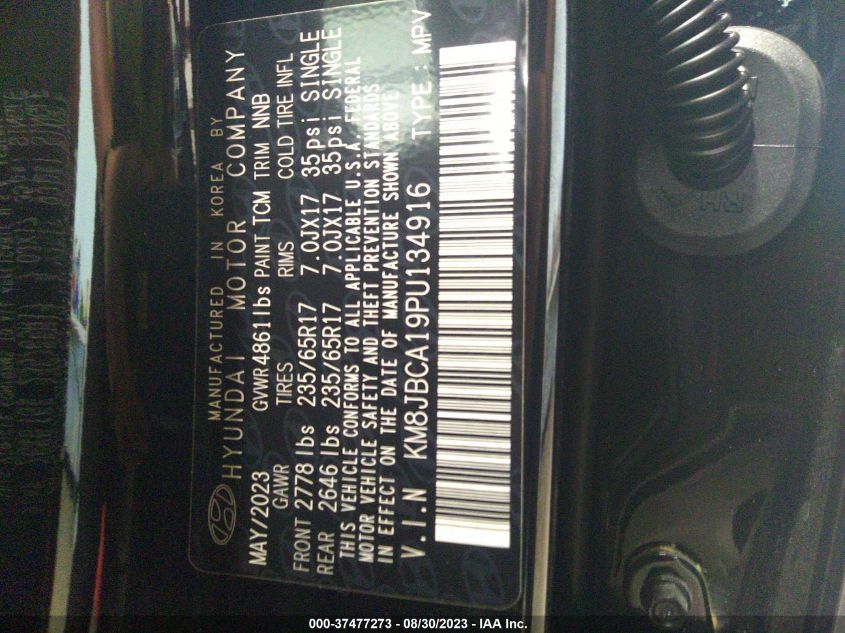 MANUFACTURED IN KOREA BY
HYUNDAI MOTOR COMPANY
MAY/2023 GVWR 4861lbs PAINT TCM TRIM NNB
GAWR TIRES RIMS COLD TIRE INFL
FRONT 2778 lbs 235/65R17 7.0JX17 35psi SINGLE
REAR 2646 lbs 235/65R17 7.0JX17 35psi SINGLE
THIS VEHICLE CONFORMS TO ALL APPLICABLE U.S.A. FEDERAL
MOTOR VEHICLE SAFETY AND THEFT PREVENTION STANDARDS
IN EFFECT ON THE DATE OF MANUFACTURE SHOWN ABOVE
V.I.N KM8JBCA19PU134916 TYPE : MPV
RH
000-37477273 - 08/30/2023 - IAA Inc.